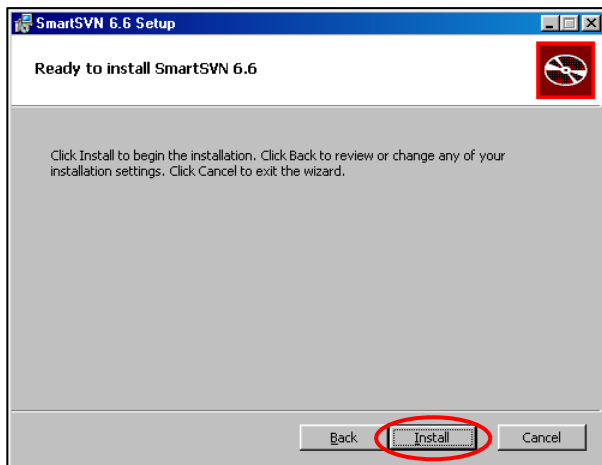 SmartSVN 6.6 Setup
Ready to install SmartSVN 6.6
Click Install to begin the installation. Click Back to review or change any of your
installation settings. Click Cancel to exit the wizard.
Back Install Cancel